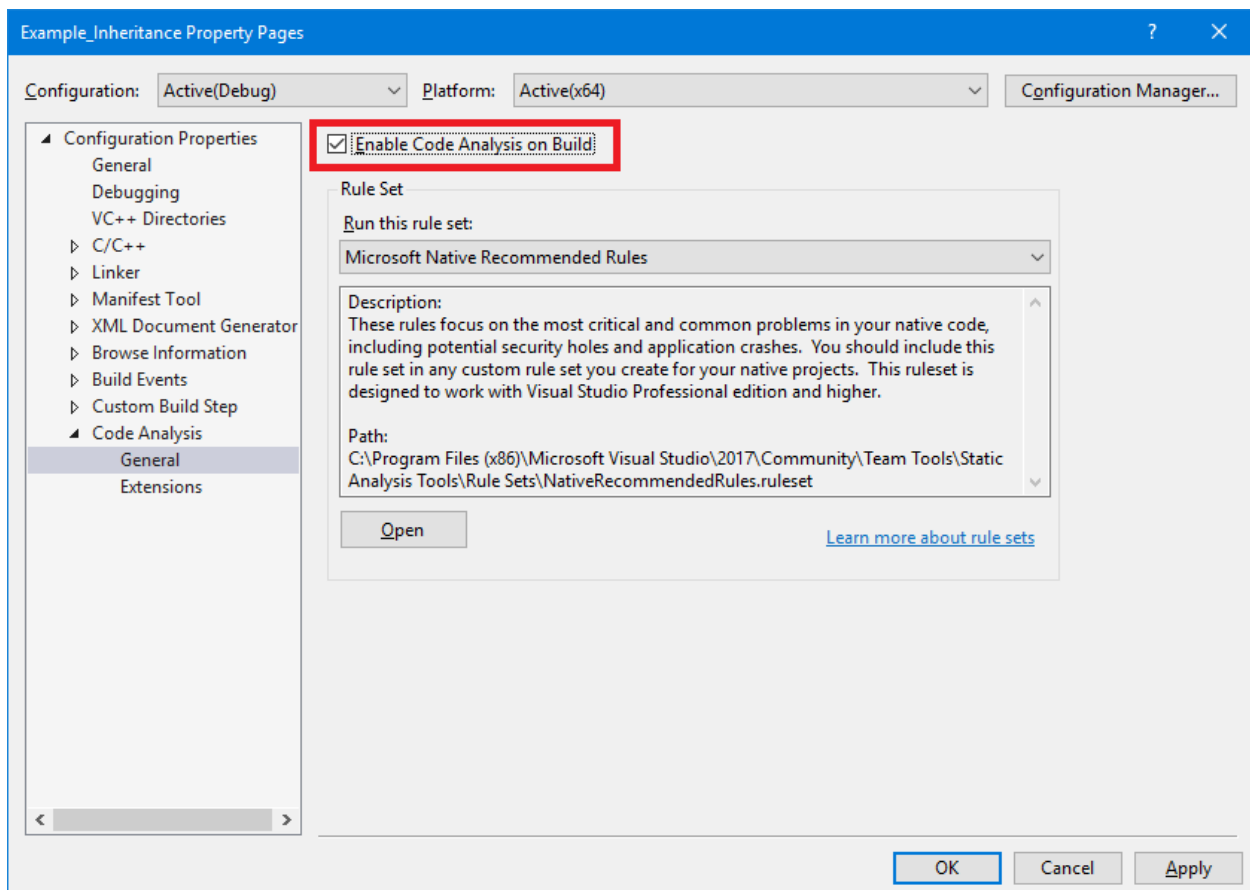 Example_Inheritance Property Pages
?
Configuration: Active(Debug) Platform: Active(x64) Configuration Manager...
Configuration Properties
General
Debugging
VC++ Directories
C/C++
Linker
Manifest Tool
XML Document Generator
Browse Information
Build Events
Custom Build Step
Code Analysis
General
Extensions
Enable Code Analysis on Build
Rule Set
Run this rule set:
Microsoft Native Recommended Rules
Description:
These rules focus on the most critical and common problems in your native code,
including potential security holes and application crashes.  You should include this
rule set in any custom rule set you create for your native projects.  This ruleset is
designed to work with Visual Studio Professional edition and higher.
Path:
C:\Program Files (x86)\Microsoft Visual Studio\2017\Community\Team Tools\Static
Analysis Tools\Rule Sets\NativeRecommendedRules.ruleset
Open
Learn more about rule sets
OK Cancel Apply